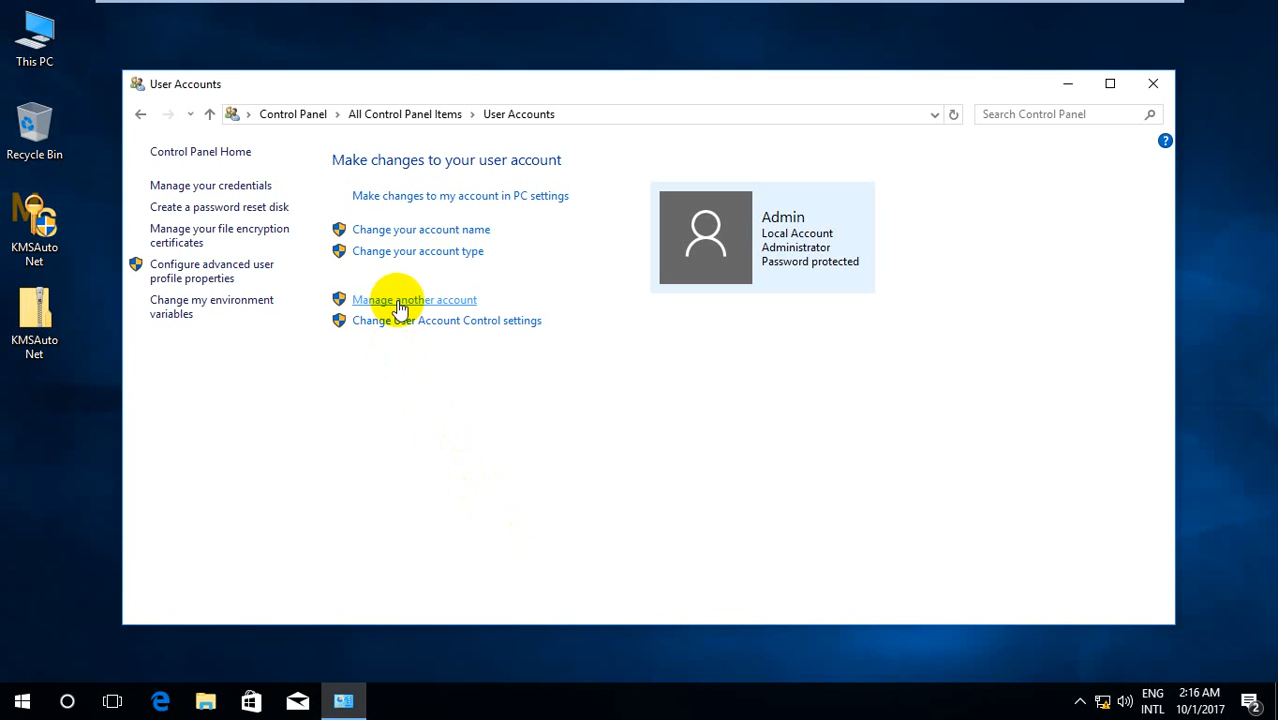 This PC
Recycle Bin
KMSAuto
Net
KMSAuto
Net
User Accounts
Control Panel
All Control Panel Items
User Accounts
Search Control Panel
Control Panel Home
Manage your credentials
Create a password reset disk
Manage your file encryption
certificates
Configure advanced user
profile properties
Change my environment
variables
Make changes to your user account
Make changes to my account in PC settings
Change your account name
Change your account type
Manage another account
Change User Account Control settings
Admin
Local Account
Administrator
Password protected
ENG
INTL
2:16 AM
10/1/2017
2